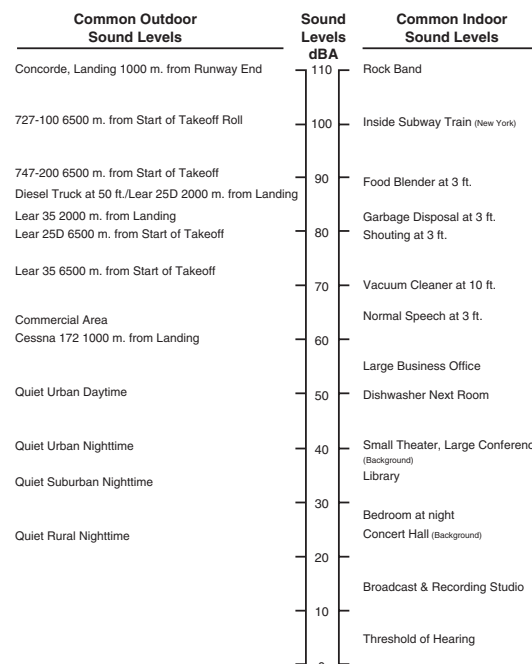 Common Outdoor
Sound Levels
Sound
Levels
dBA
Common Indoor
Sound Levels
Concorde, Landing 1000 m. from Runway End
110
Rock Band
727-100 6500 m. from Start of Takeoff Roll
100
Inside Subway Train (New York)
747-200 6500 m. from Start of Takeoff
90
Food Blender at 3 ft.
Diesel Truck at 50 ft./Lear 25D 2000 m. from Landing
Lear 35 2000 m. from Landing
Garbage Disposal at 3 ft.
Lear 25D 6500 m. from Start of Takeoff
80
Shouting at 3 ft.
Lear 35 6500 m. from Start of Takeoff
70
Vacuum Cleaner at 10 ft.
Commercial Area
Normal Speech at 3 ft.
Cessna 172 1000 m. from Landing
60
Large Business Office
Quiet Urban Daytime
50
Dishwasher Next Room
Quiet Urban Nighttime
40
Small Theater, Large Conferenc
(Background)
Library
Quiet Suburban Nighttime
30
Bedroom at night
Quiet Rural Nighttime
Concert Hall (Background)
20
Broadcast & Recording Studio
10
Threshold of Hearing